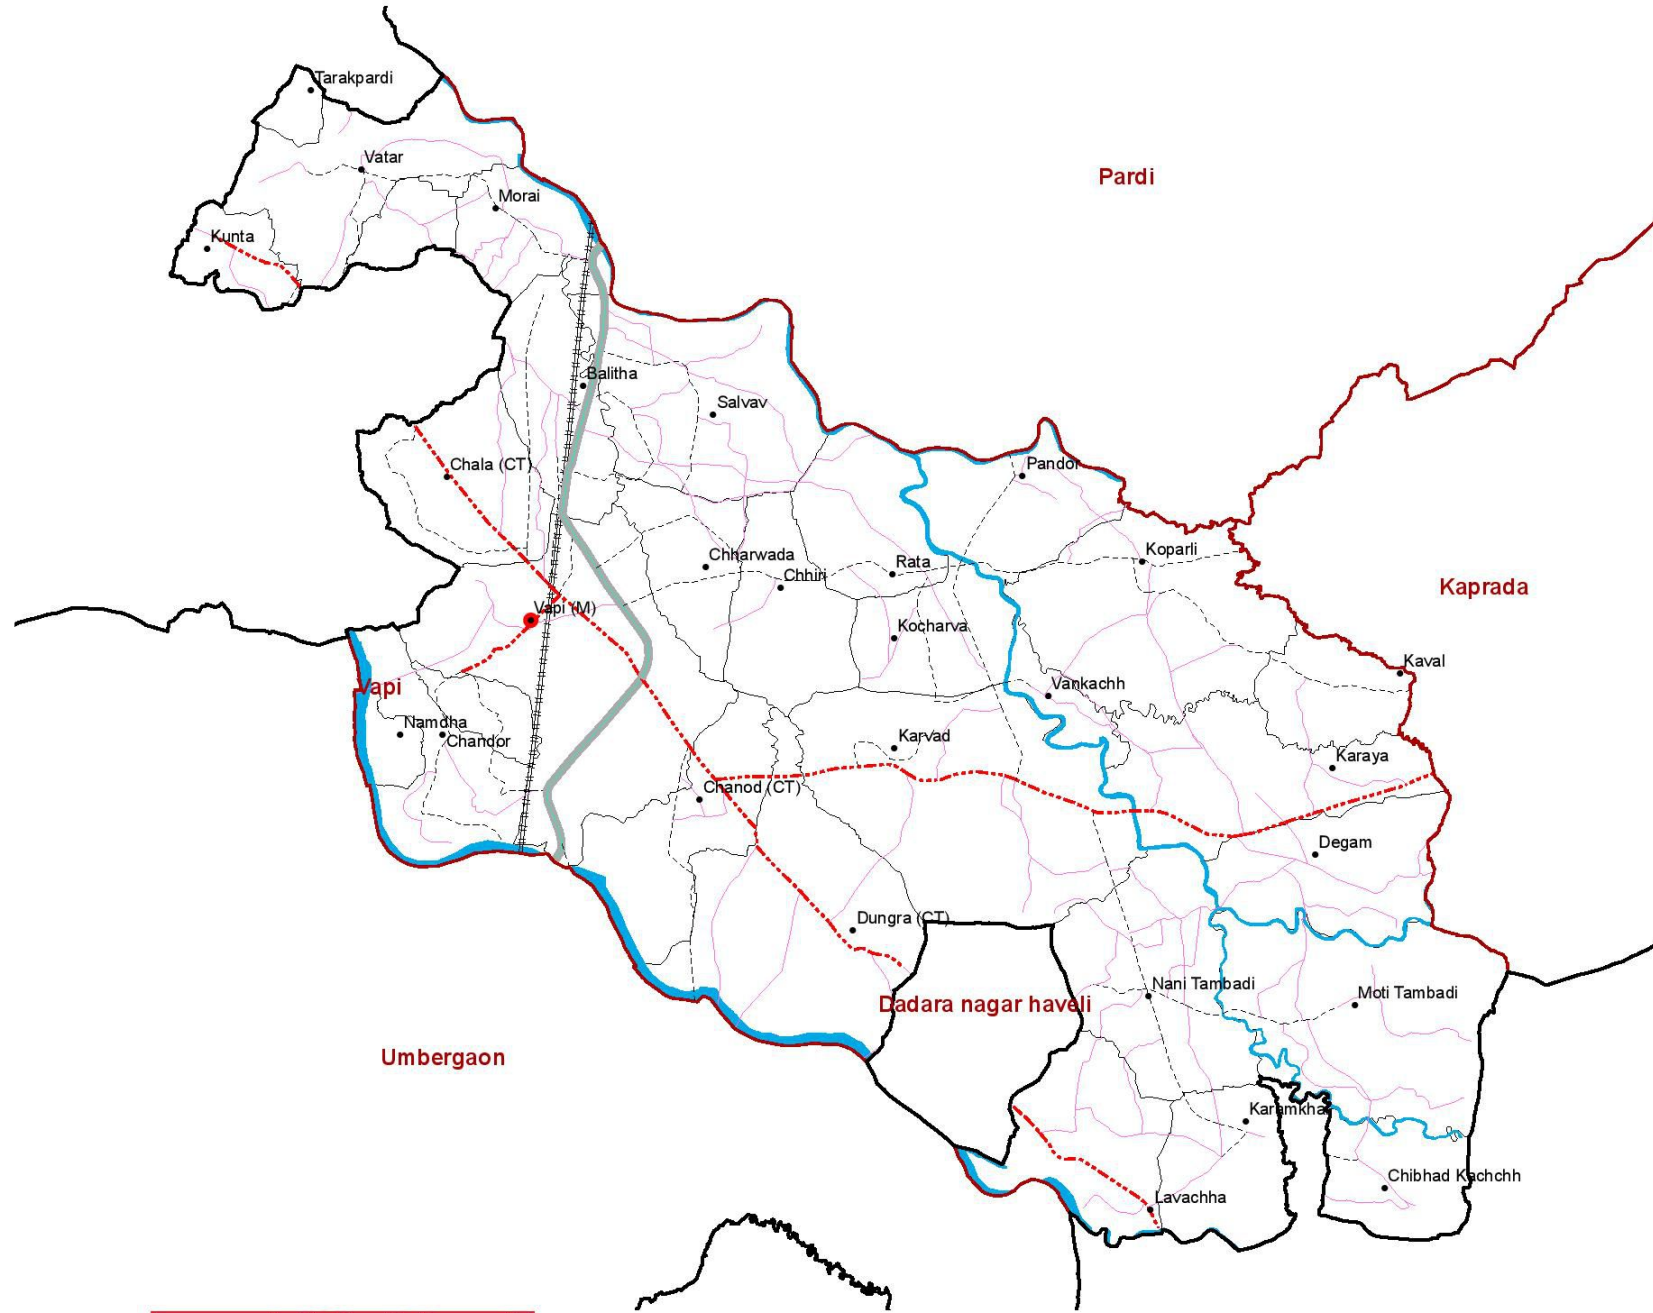 Tarakpardi
Vatar
Pardi
Morai
Kunta
Balitha
Salvav
Chala (CT)
Pandor
Chharwada
Koparli
Rata
Chhiri
Kaprada
Vapi (M)
Kocharva
Kaval
Vapi
Vankachh
Namdha
Karvad
Chandor
Karaya
Chanod (CT)
Degam
Dungra (CT)
Nani Tambadi
Moti Tambadi
Dadara nagar haveli
Umbergaon
Karamkhal
Chibhad Kachchh
Lavachha